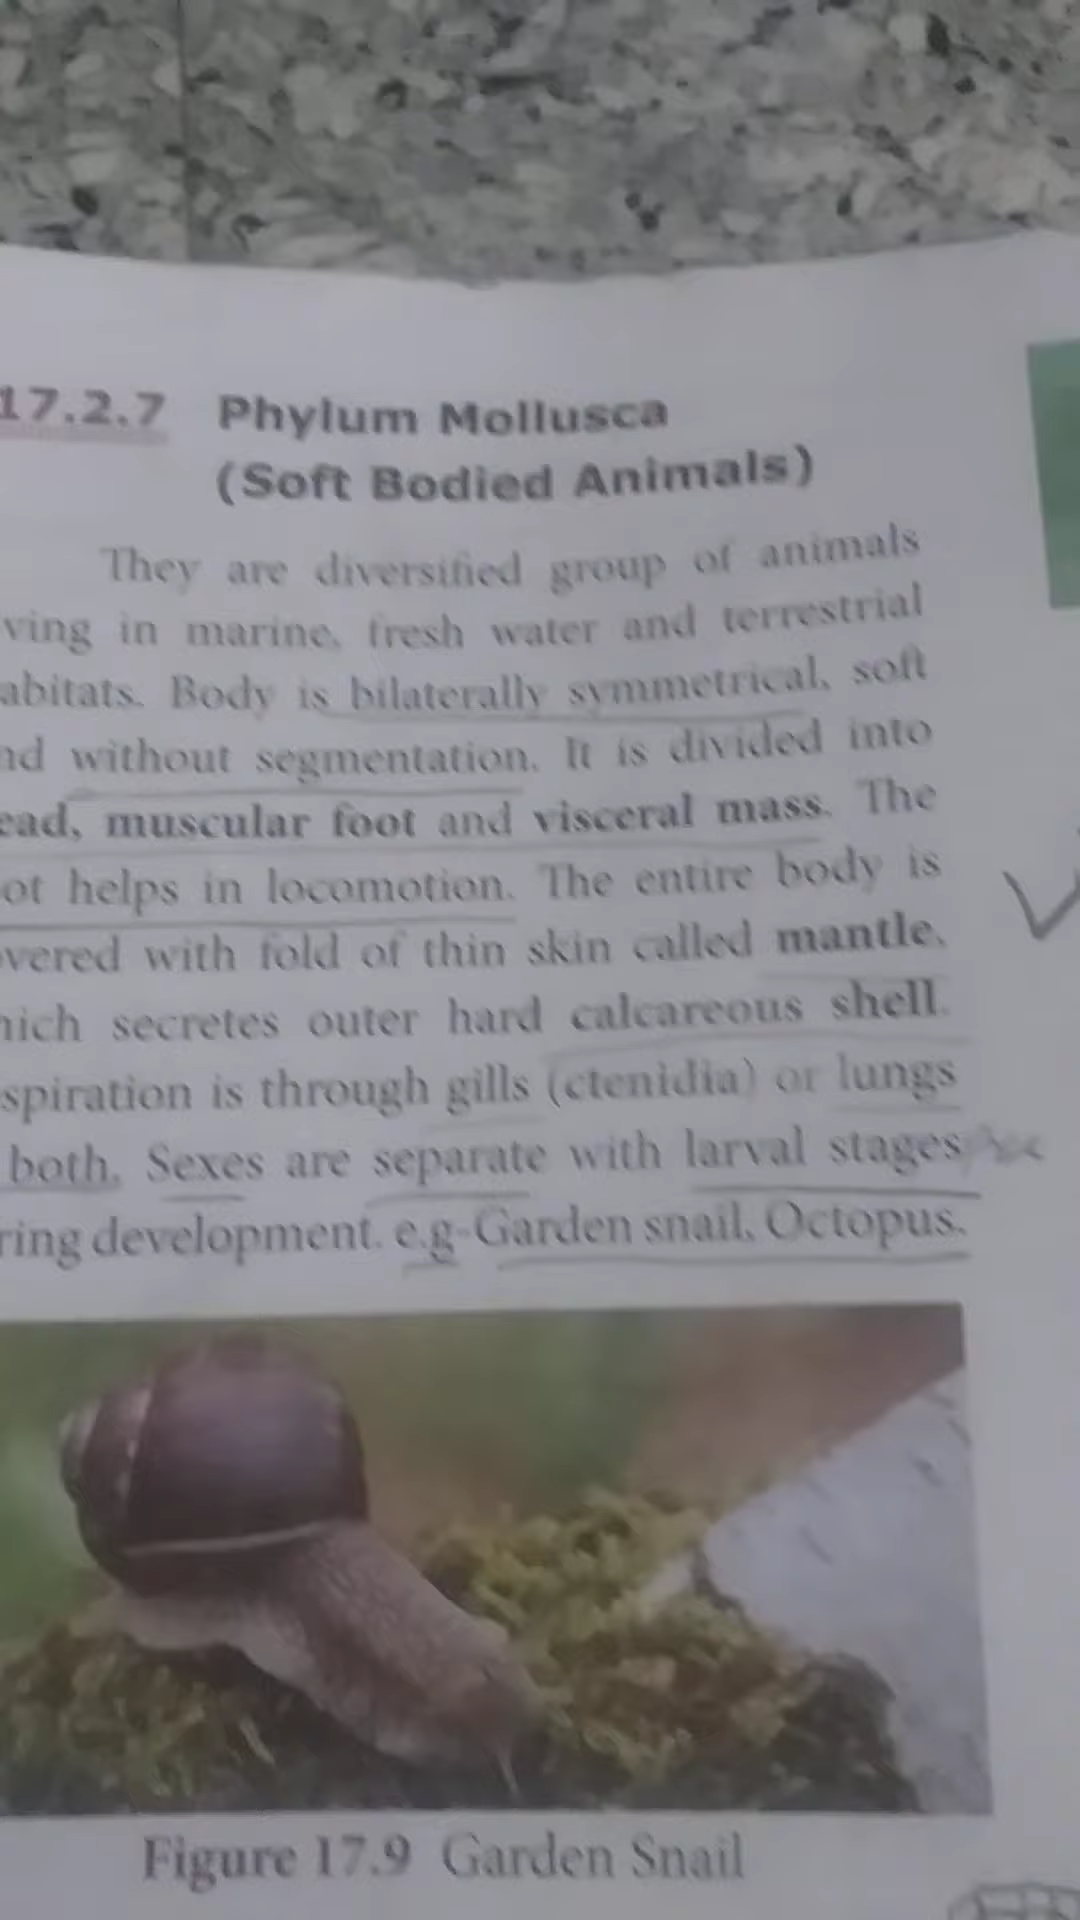 17.2.7 Phylum Mollusca
(Soft Bodied Animals)
They are diversified group of animals
ving in marine, fresh water and terrestrial
abitats. Body is bilaterally symmetrical, soft
nd without segmentation. It is divided into
ead, muscular foot and visceral mass. The
ot helps in locomotion. The entire body is
vered with fold of thin skin called mantle,
hich secretes outer hard calcareous shell.
spiration is through gills (ctenidia) or lungs
both. Sexes are separate with larval stages
ring development. e.g-Garden snail, Octopus.
Figure 17.9 Garden Snail